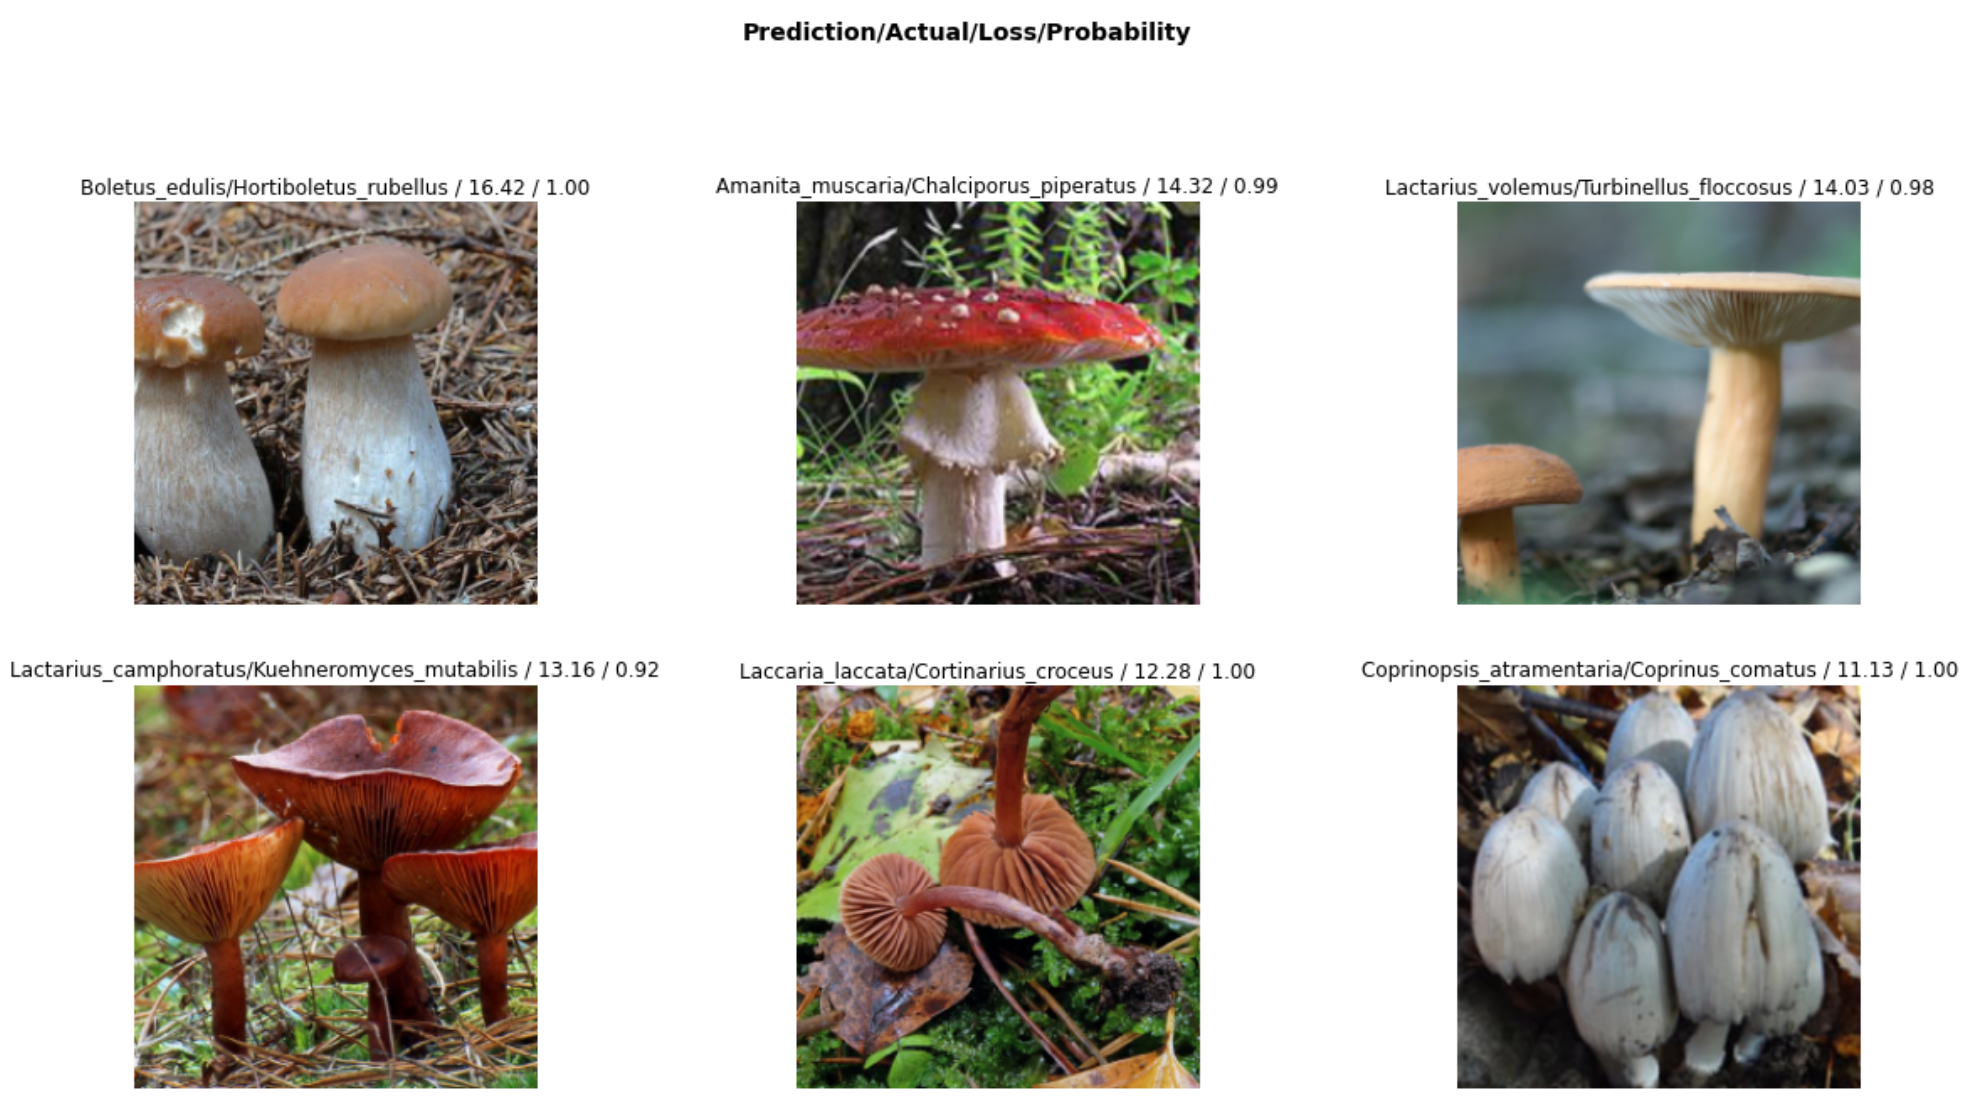 Prediction/Actual/Loss/Probability
Boletus_edulis/Hortiboletus_rubellus / 16.42 / 1.00
Amanita_muscaria/Chalciporus_piperatus / 14.32 / 0.99
Lactarius_volemus/Turbinellus_floccosus / 14.03 / 0.98
Lactarius_camphoratus/Kuehneromyces_mutabilis / 13.16 / 0.92
Laccaria_laccata/Cortinarius_croceus / 12.28 / 1.00
Coprinopsis_atramentaria/Coprinus_comatus / 11.13 / 1.00